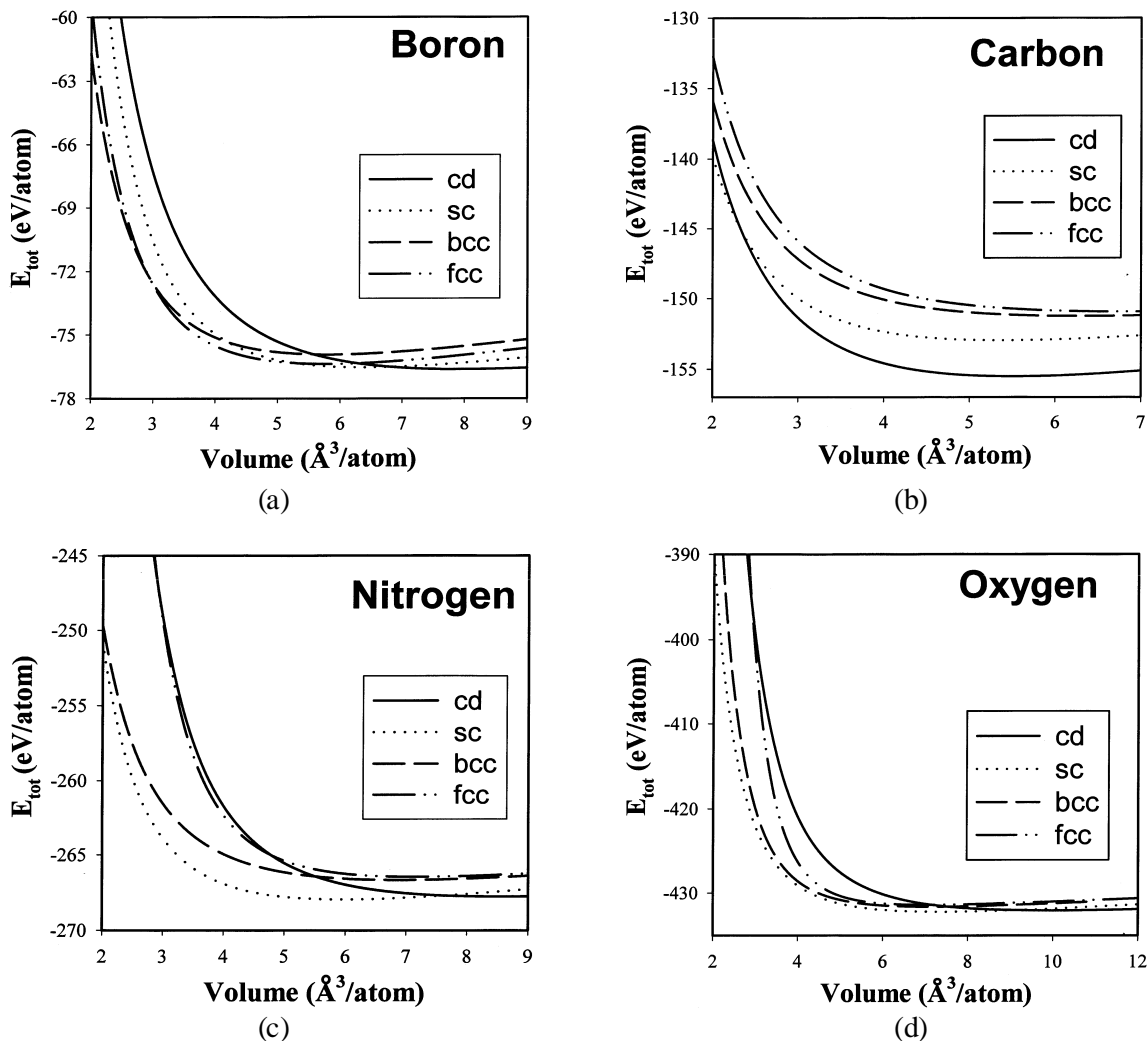 Boron
E_tot (eV/atom)
-60
-63
-66
-69
-72
-75
-78
cd
sc
bcc
fcc
2 3 4 5 6 7 8 9
Volume (Å³/atom)
(a)
Carbon
E_tot (eV/atom)
-130
-135
-140
-145
-150
-155
cd
sc
bcc
fcc
2 3 4 5 6 7
Volume (Å³/atom)
(b)
Nitrogen
E_tot (eV/atom)
-245
-250
-255
-260
-265
-270
cd
sc
bcc
fcc
2 3 4 5 6 7 8 9
Volume (Å³/atom)
(c)
Oxygen
E_tot (eV/atom)
-390
-400
-410
-420
-430
cd
sc
bcc
fcc
2 4 6 8 10 12
Volume (Å³/atom)
(d)